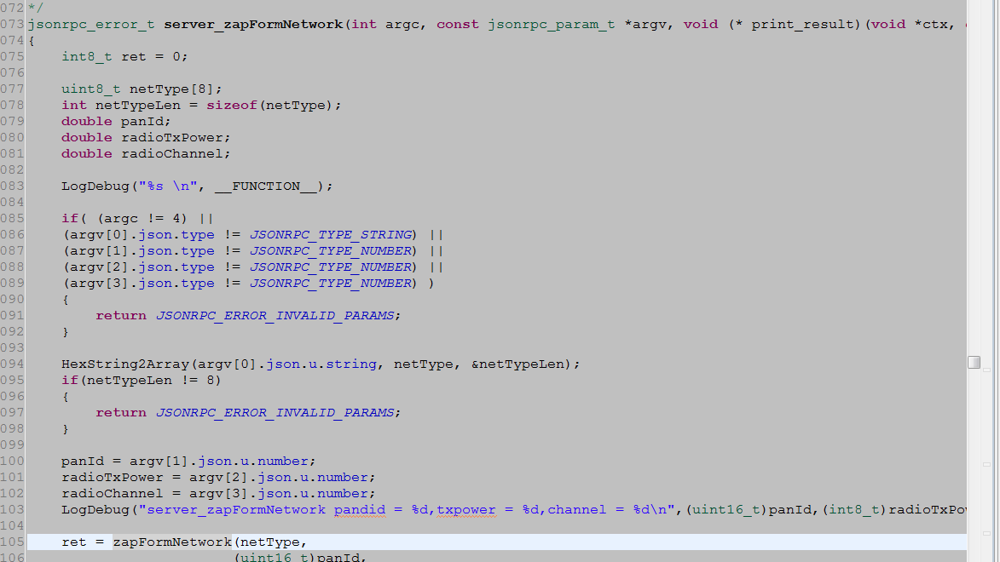 072 */
073 jsonrpc_error_t server_zapFormNetwork(int argc, const jsonrpc_param_t *argv, void (* print_result)(void *ctx,
074 {
075     int8_t ret = 0;
076
077     uint8_t netType[8];
078     int netTypeLen = sizeof(netType);
079     double panId;
080     double radioTxPower;
081     double radioChannel;
082
083     LogDebug("%s \n", __FUNCTION__);
084
085     if( (argc != 4) ||
086     (argv[0].json.type != JSONRPC_TYPE_STRING) ||
087     (argv[1].json.type != JSONRPC_TYPE_NUMBER) ||
088     (argv[2].json.type != JSONRPC_TYPE_NUMBER) ||
089     (argv[3].json.type != JSONRPC_TYPE_NUMBER) )
090     {
091         return JSONRPC_ERROR_INVALID_PARAMS;
092     }
093
094     HexString2Array(argv[0].json.u.string, netType, &netTypeLen);
095     if(netTypeLen != 8)
096     {
097         return JSONRPC_ERROR_INVALID_PARAMS;
098     }
099
100     panId = argv[1].json.u.number;
101     radioTxPower = argv[2].json.u.number;
102     radioChannel = argv[3].json.u.number;
103     LogDebug("server_zapFormNetwork pandid = %d,txpower = %d,channel = %d\n",(uint16_t)panId,(int8_t)radioTxPo
104
105     ret = zapFormNetwork(netType,
106                         (uint16_t)panId,